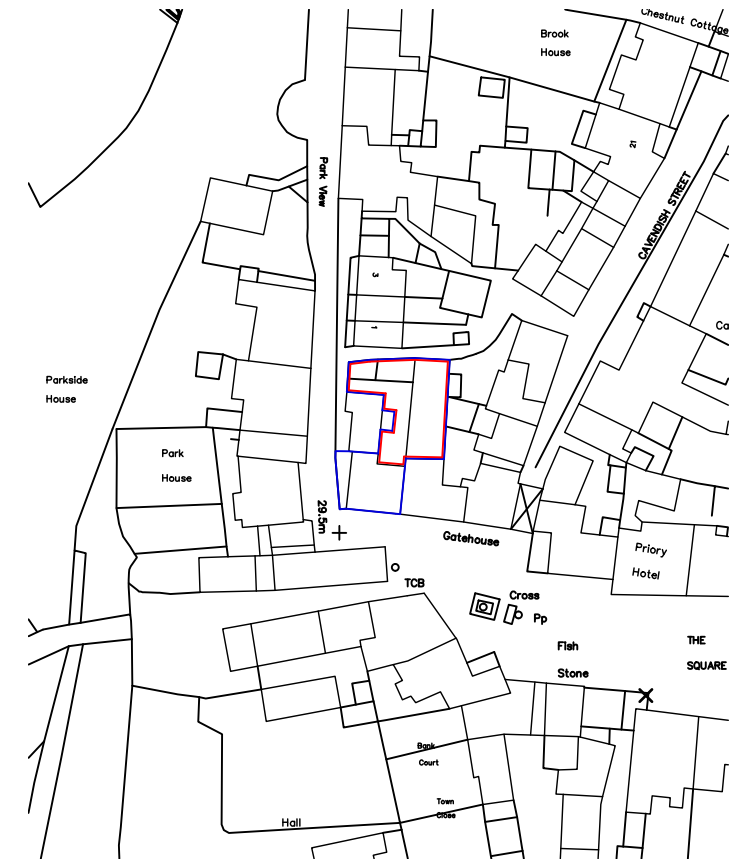 Chestnut Cottage
Brook
House
21
Park View
CAVENDISH STREET
3
1
Ca
Parkside
House
Park
House
29.5m
Gatehouse
Priory
Hotel
TCB
Cross
Pp
Fish
Stone
THE
SQUARE
Bank
Court
Town
Close
Hall